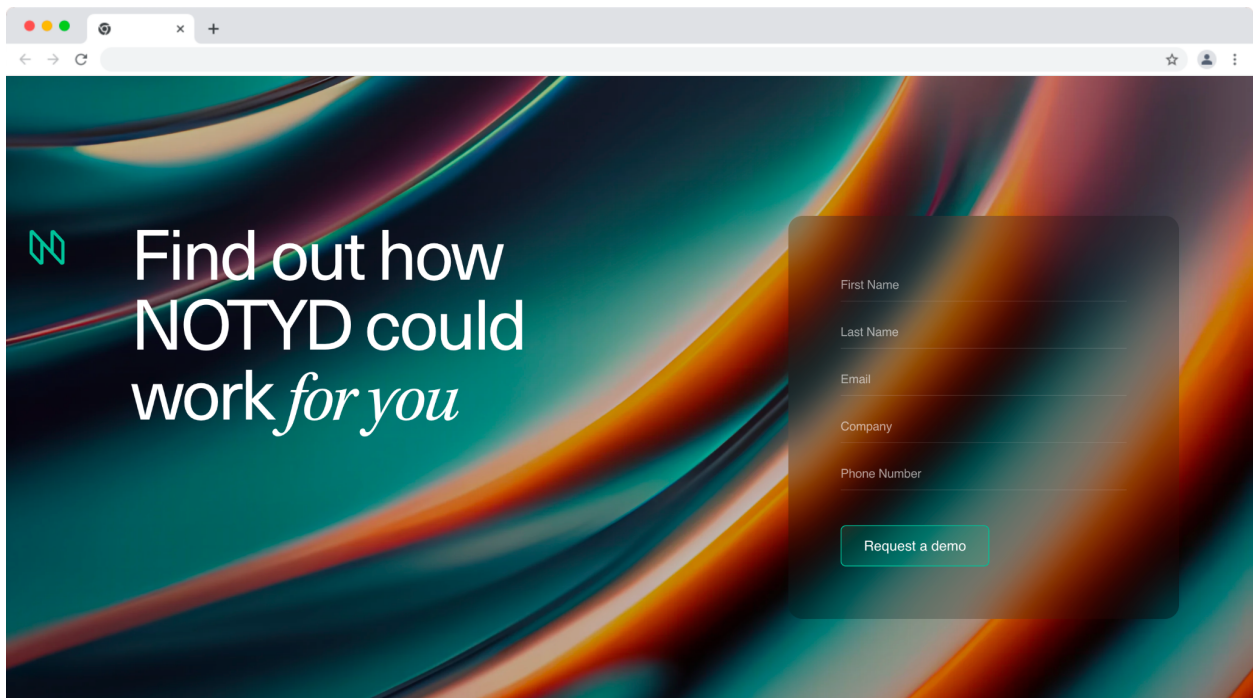 Find out how
NOTYD could
work for you
First Name
Last Name
Email
Company
Phone Number
Request a demo